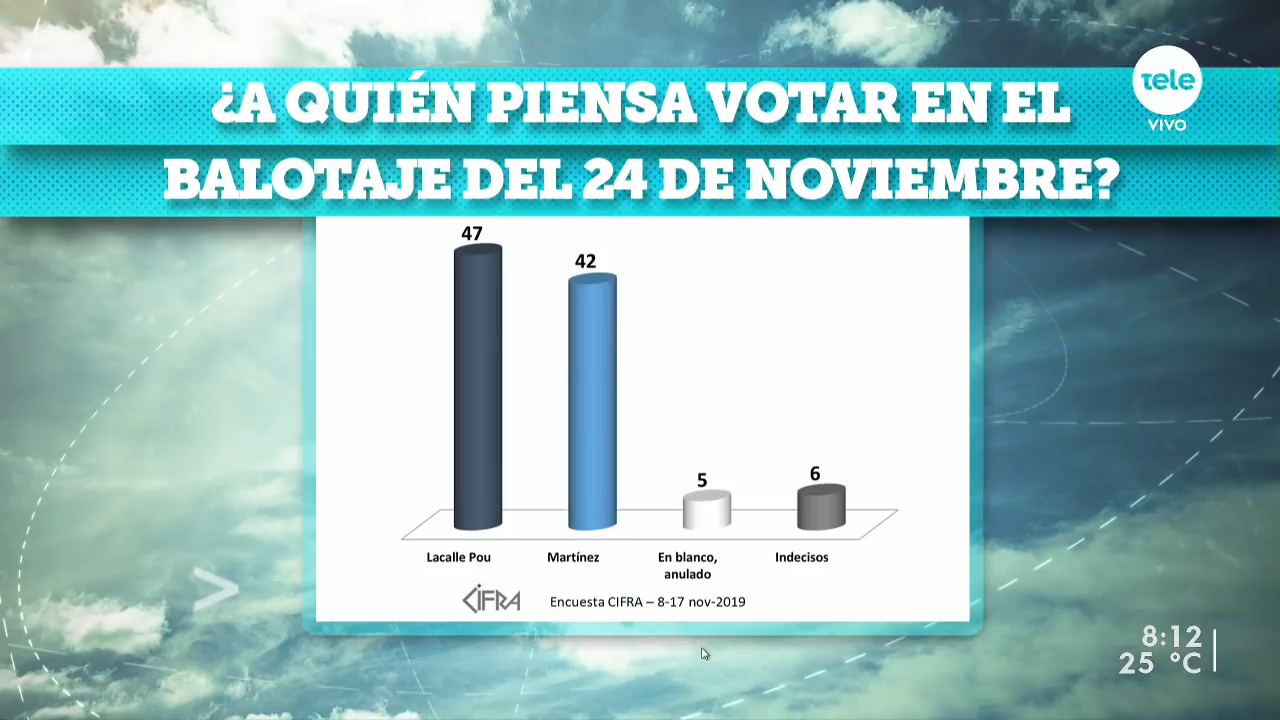 ¿A QUIÉN PIENSA VOTAR EN EL
BALOTAJE DEL 24 DE NOVIEMBRE?
tele
VIVO
47
42
5
6
Lacalle Pou
Martínez
En blanco,
anulado
Indecisos
CIFRA
Encuesta CIFRA – 8-17 nov-2019
8:12
25 °C